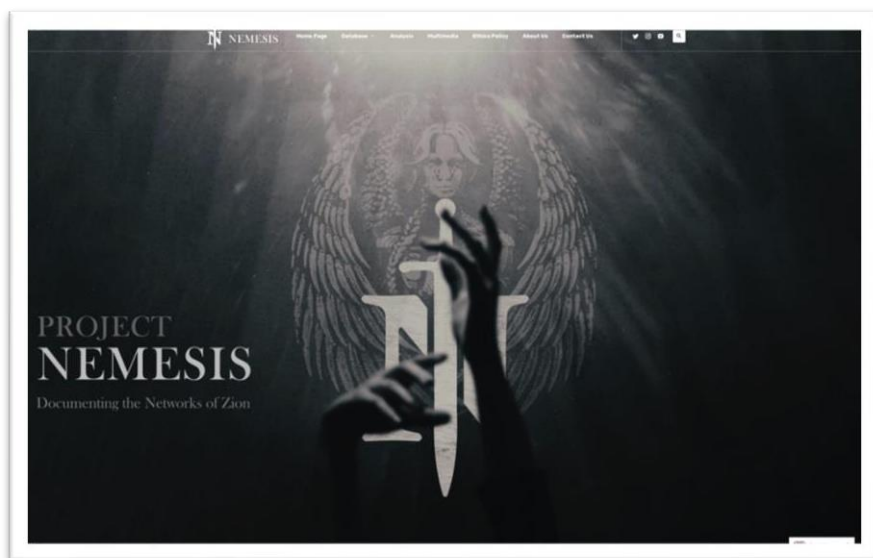 N NEMESIS Home Page Database Analysis Multimedia Ethics Policy About Us Contact Us
PROJECT
NEMESIS
Documenting the Networks of Zion
N